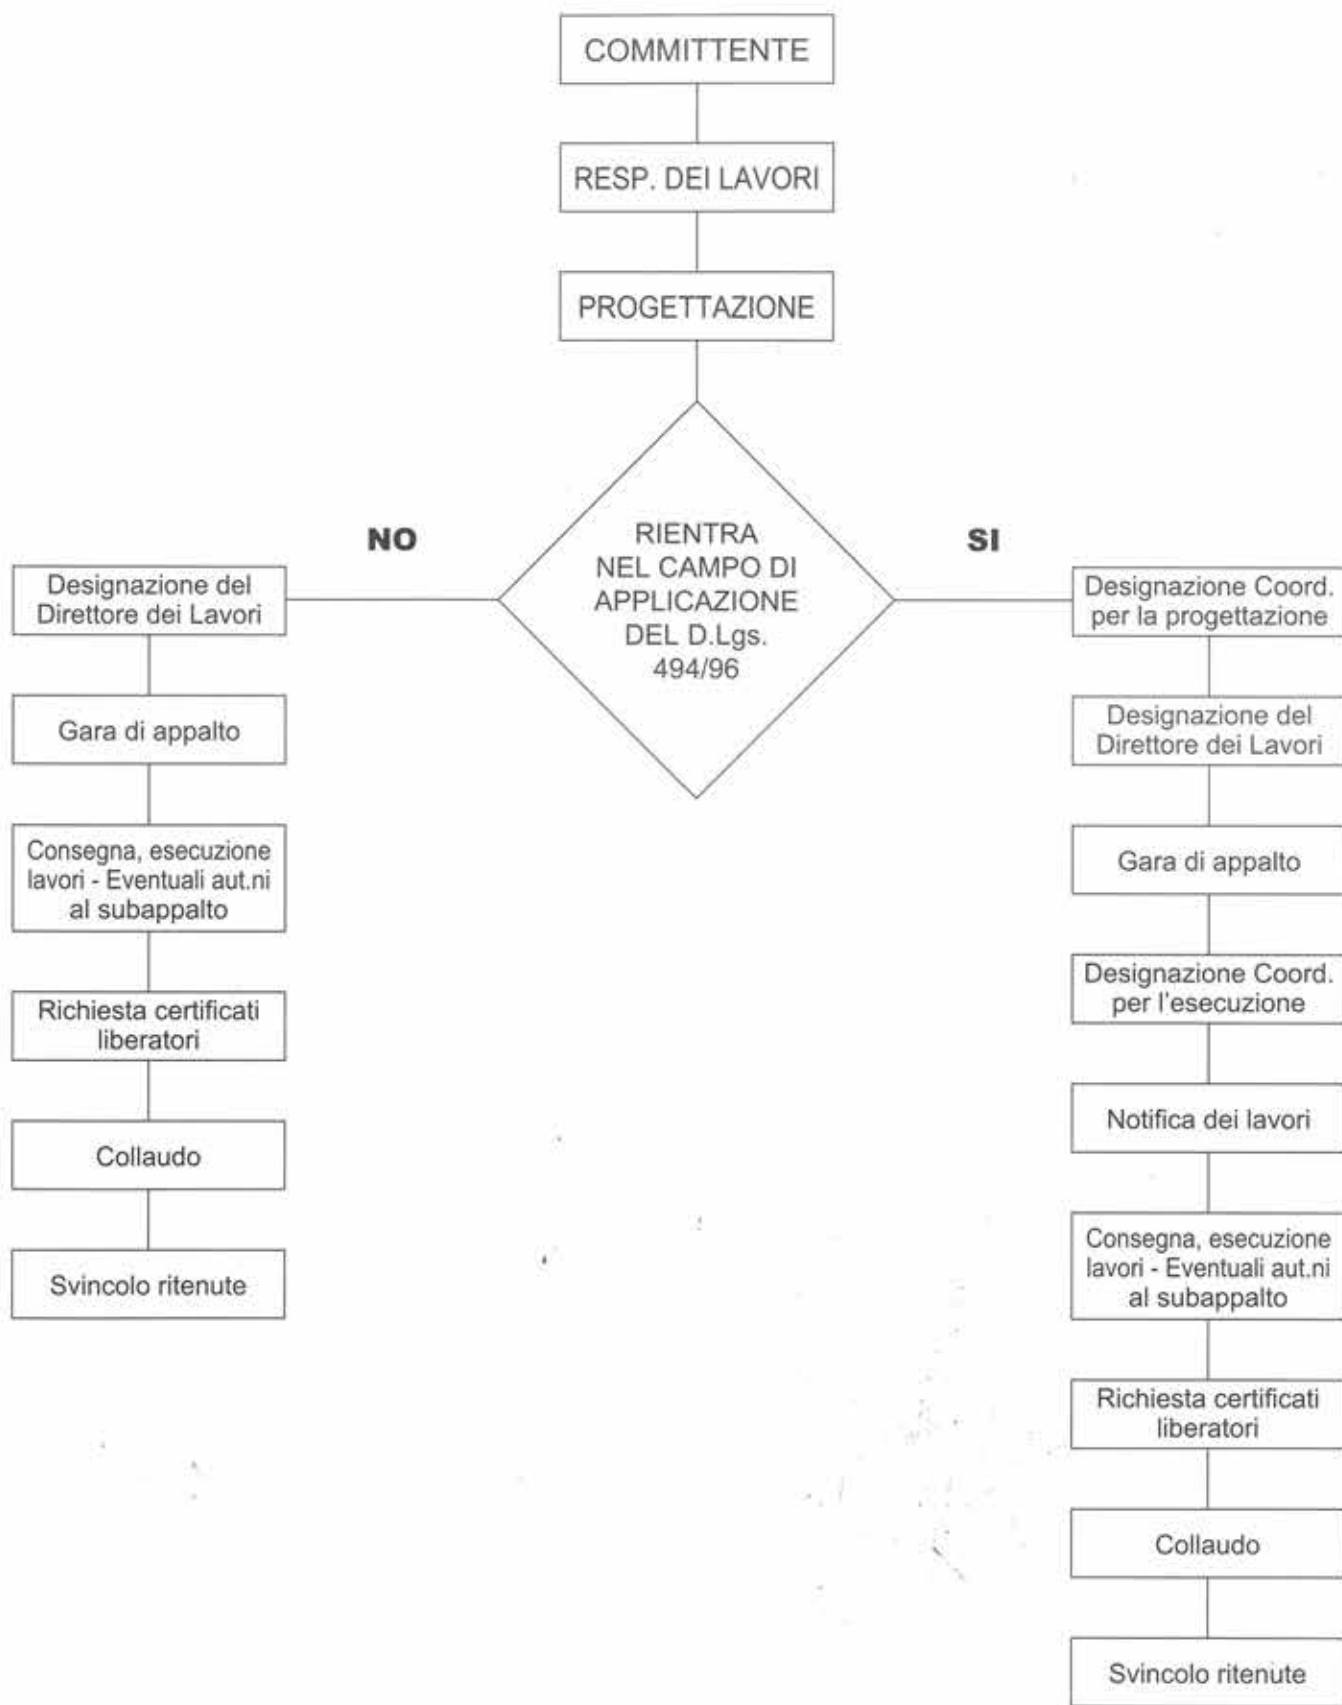 COMMITTENTE
RESP. DEI LAVORI
PROGETTAZIONE
RIENTRA
NEL CAMPO DI
APPLICAZIONE
DEL D.Lgs.
494/96
NO
Designazione del
Direttore dei Lavori
Gara di appalto
Consegna, esecuzione
lavori - Eventuali aut.ni
al subappalto
Richiesta certificati
liberatori
Collaudo
Svincolo ritenute
SI
Designazione Coord.
per la progettazione
Designazione del
Direttore dei Lavori
Gara di appalto
Designazione Coord.
per l'esecuzione
Notifica dei lavori
Consegna, esecuzione
lavori - Eventuali aut.ni
al subappalto
Richiesta certificati
liberatori
Collaudo
Svincolo ritenute